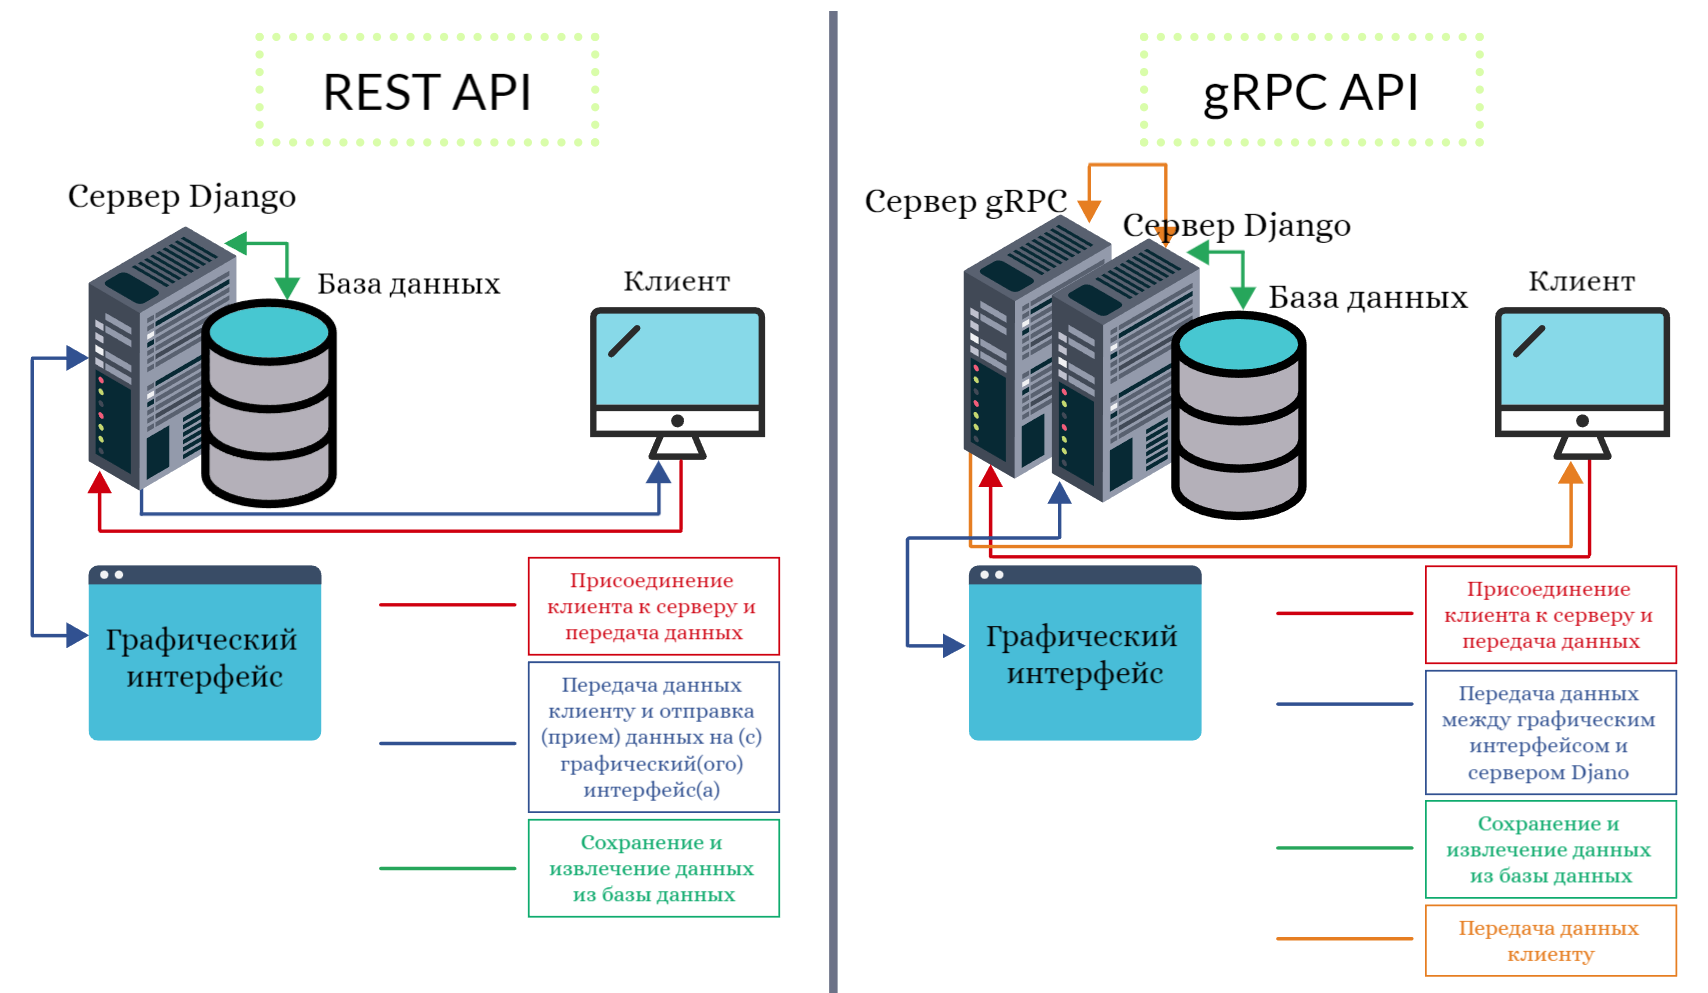 REST API
Сервер Django
База данных
Клиент
Графический
интерфейс
Присоединение
клиента к серверу и
передача данных
Передача данных
клиенту и отправка
(прием) данных на (с)
графический(ого)
интерфейс(а)
Сохранение и
извлечение данных
из базы данных
gRPC API
Сервер gRPC
Сервер Django
База данных
Клиент
Графический
интерфейс
Присоединение
клиента к серверу и
передача данных
Передача данных
между графическим
интерфейсом и
сервером Djano
Сохранение и
извлечение данных
из базы данных
Передача данных
клиенту